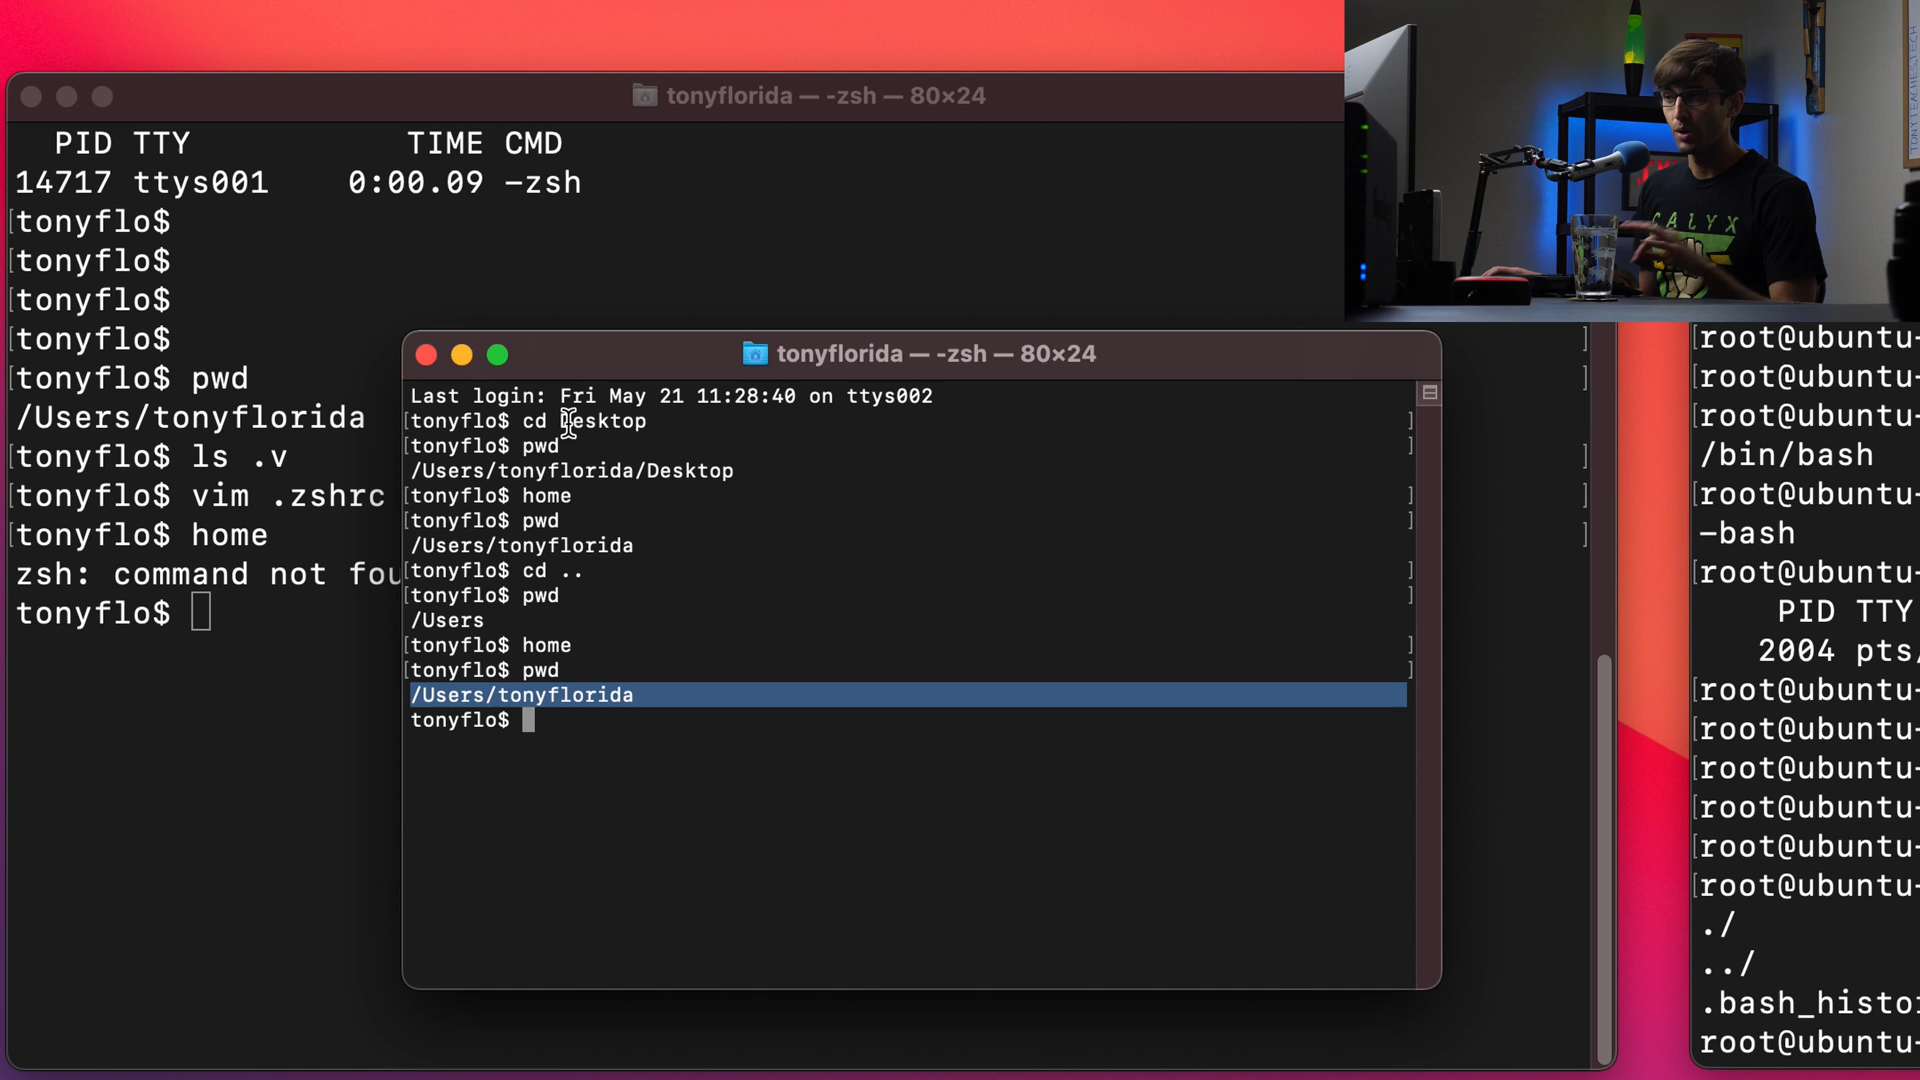 tonyflorida — -zsh — 80×24
PID TTY TIME CMD
14717 ttys001 0:00.09 -zsh
tonyflo$
tonyflo$
tonyflo$
tonyflo$
tonyflo$ pwd
/Users/tonyflorida
tonyflo$ ls .v
tonyflo$ vim .zshrc
tonyflo$ home
zsh: command not fou
tonyflo$
tonyflorida — -zsh — 80×24
Last login: Fri May 21 11:28:40 on ttys002
tonyflo$ cd Desktop
tonyflo$ pwd
/Users/tonyflorida/Desktop
tonyflo$ home
tonyflo$ pwd
/Users/tonyflorida
tonyflo$ cd ..
tonyflo$ pwd
/Users
tonyflo$ home
tonyflo$ pwd
/Users/tonyflorida
tonyflo$
CALYX
TONYTEACHES.TECH
root@ubuntu-
root@ubuntu-
root@ubuntu-
/bin/bash
root@ubuntu-
-bash
root@ubuntu-
PID TTY
2004 pts/
root@ubuntu-
root@ubuntu-
root@ubuntu-
root@ubuntu-
root@ubuntu-
root@ubuntu-
./
../
.bash_histo
root@ubuntu-